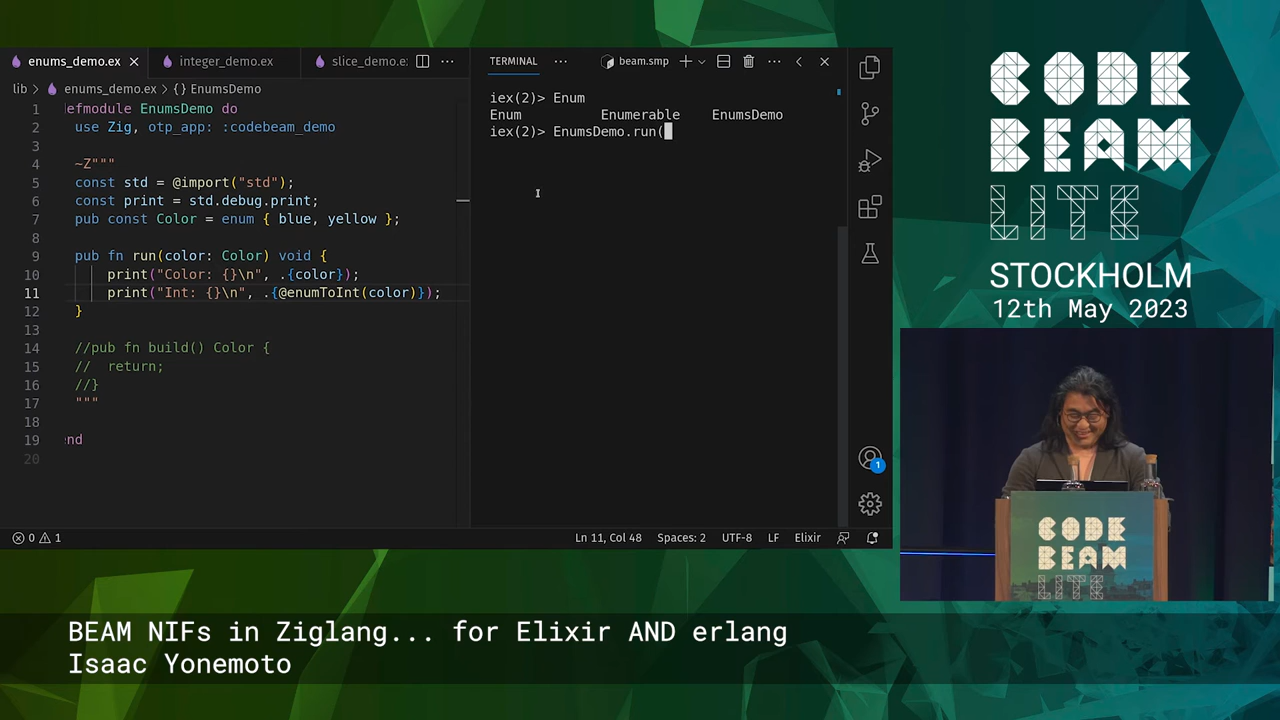 enums_demo.ex
integer_demo.ex
slice_demo.e
lib > enums_demo.ex > {} EnumsDemo
1 defmodule EnumsDemo do
2 use Zig, otp_app: :codebeam_demo
3
4 ~Z"""
5 const std = @import("std");
6 const print = std.debug.print;
7 pub const Color = enum { blue, yellow };
8
9 pub fn run(color: Color) void {
10 print("Color: {}\n", .{color});
11 print("Int: {}\n", .{@enumToInt(color)});
12 }
13
14 //pub fn build() Color {
15 // return;
16 //}
17 """
18
19 end
20
TERMINAL
beam.smp
iex(2)> Enum
Enum Enumerable EnumsDemo
iex(2)> EnumsDemo.run(
1
0 1
Ln 11, Col 48
Spaces: 2
UTF-8
LF
Elixir
CODE
BEAM
LITE
STOCKHOLM
12th May 2023
CODE
BEAM
LITE
BEAM NIFs in Ziglang... for Elixir AND erlang
Isaac Yonemoto